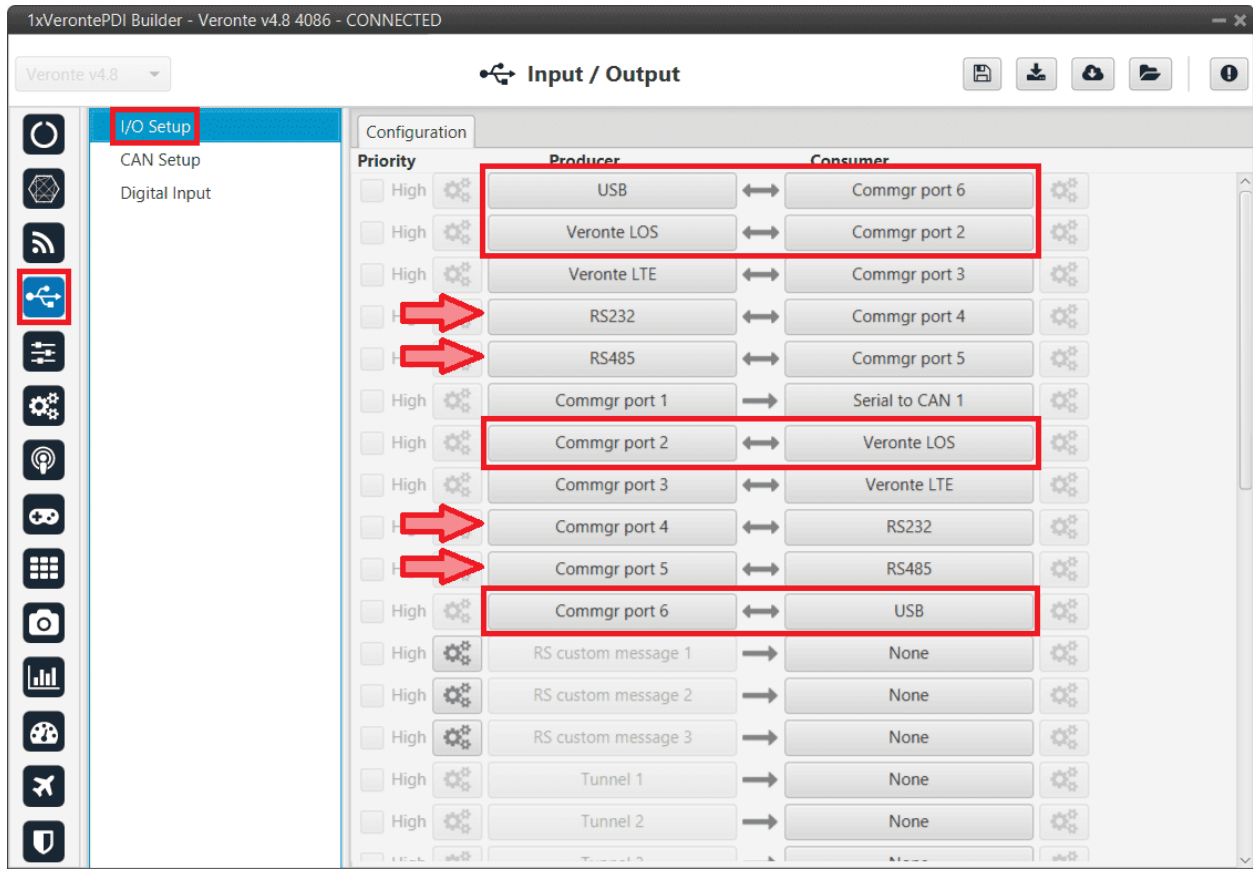 1xVerontePDI Builder - Veronte v4.8 4086 - CONNECTED
Veronte v4.8
Input / Output
I/O Setup
CAN Setup
Digital Input
Configuration
Priority Producer Consumer
High USB Commgr port 6
High Veronte LOS Commgr port 2
High Veronte LTE Commgr port 3
RS232 Commgr port 4
RS485 Commgr port 5
High Commgr port 1 Serial to CAN 1
High Commgr port 2 Veronte LOS
High Commgr port 3 Veronte LTE
Commgr port 4 RS232
Commgr port 5 RS485
High Commgr port 6 USB
High RS custom message 1 None
High RS custom message 2 None
High RS custom message 3 None
High Tunnel 1 None
High Tunnel 2 None